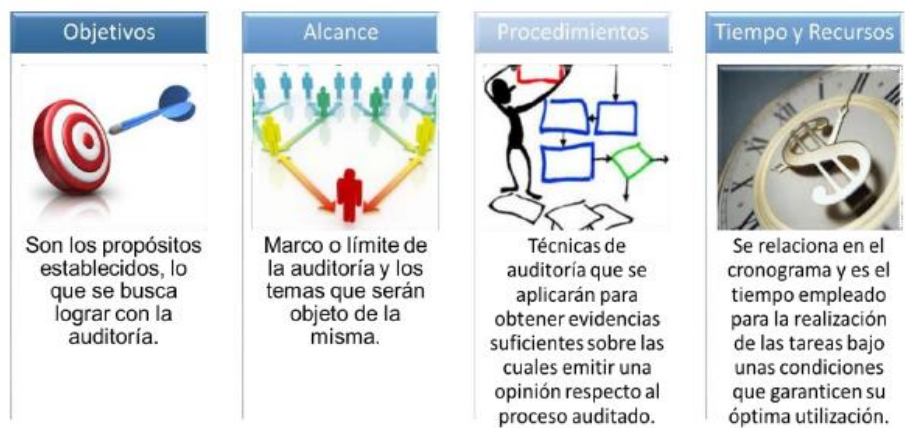 Objetivos
Son los propósitos
establecidos, lo
que se busca
lograr con la
auditoría.
Alcance
Marco o límite de
la auditoría y los
temas que serán
objeto de la
misma.
Procedimientos
Técnicas de
auditoría que se
aplicarán para
obtener evidencias
suficientes sobre las
cuales emitir una
opinión respecto al
proceso auditado.
Tiempo y Recursos
Se relaciona en el
cronograma y es el
tiempo empleado
para la realización
de las tareas bajo
unas condiciones
que garanticen su
óptima utilización.